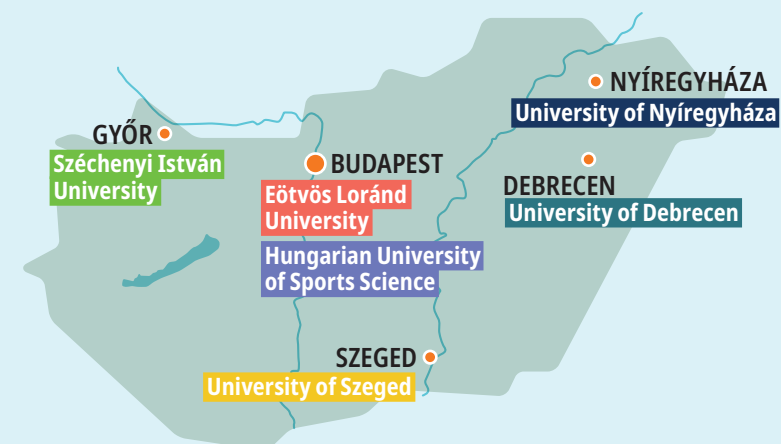 NYÍREGYHÁZA
University of Nyíregyháza
GYŐR
Széchenyi István
University
BUDAPEST
Eötvös Loránd
University
Hungarian University
of Sports Science
DEBRECEN
University of Debrecen
SZEGED
University of Szeged